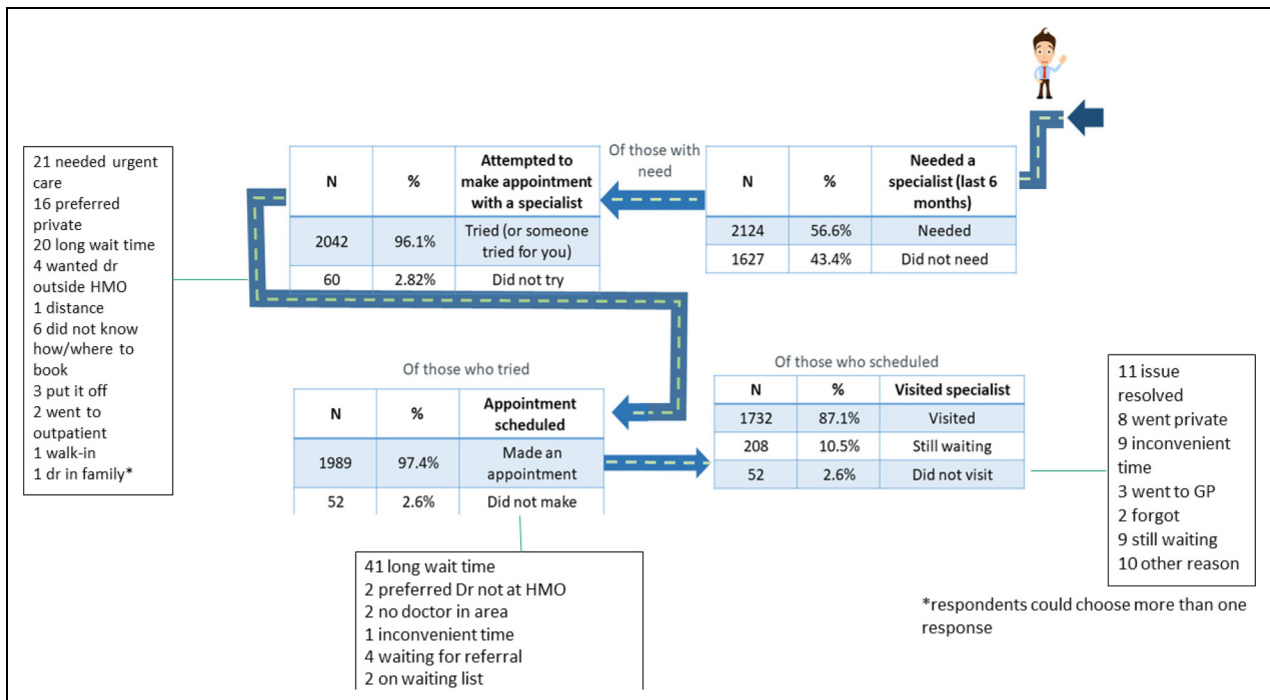 Of those with
need
N % Needed a
specialist (last 6
months)
2124 56.6% Needed
1627 43.4% Did not need
N % Attempted to
make appointment
with a specialist
2042 96.1% Tried (or someone
tried for you)
60 2.82% Did not try
21 needed urgent
care
16 preferred
private
20 long wait time
4 wanted dr
outside HMO
1 distance
6 did not know
how/where to
book
3 put it off
2 went to
outpatient
1 walk-in
1 dr in family*
Of those who tried
N % Appointment
scheduled
1989 97.4% Made an
appointment
52 2.6% Did not make
41 long wait time
2 preferred Dr not at HMO
2 no doctor in area
1 inconvenient time
4 waiting for referral
2 on waiting list
Of those who scheduled
N % Visited specialist
1732 87.1% Visited
208 10.5% Still waiting
52 2.6% Did not visit
11 issue
resolved
8 went private
9 inconvenient
time
3 went to GP
2 forgot
9 still waiting
10 other reason
*respondents could choose more than one
response